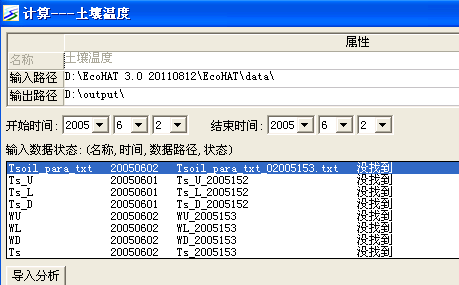 计算---土壤温度
属性
名称 土壤温度
输入路径 D:\EcoHAT 3.0 20110812\EcoHAT\data\
输出路径 D:\output\
开始时间: 2005 6 2 结束时间: 2005 6 2
输入数据状态:(名称,时间,数据路径,状态)
Tsoil_para_txt 20050602 Tsoil_para_txt_02005153.txt 没找到
Ts_U 20050601 Ts_U_2005152 没找到
Ts_L 20050601 Ts_L_2005152 没找到
Ts_D 20050601 Ts_D_2005152 没找到
WU 20050602 WU_2005153 没找到
WL 20050602 WL_2005153 没找到
WD 20050602 WD_2005153 没找到
Ts 20050602 Ts_2005153 没找到
导入分析